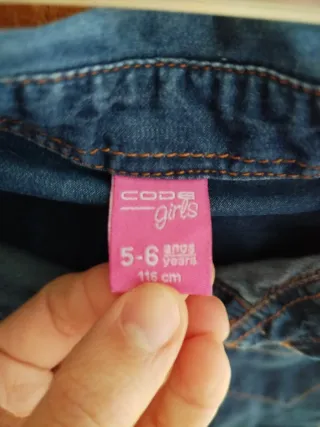 CODE
girls
5-6 anos
years
116 cm